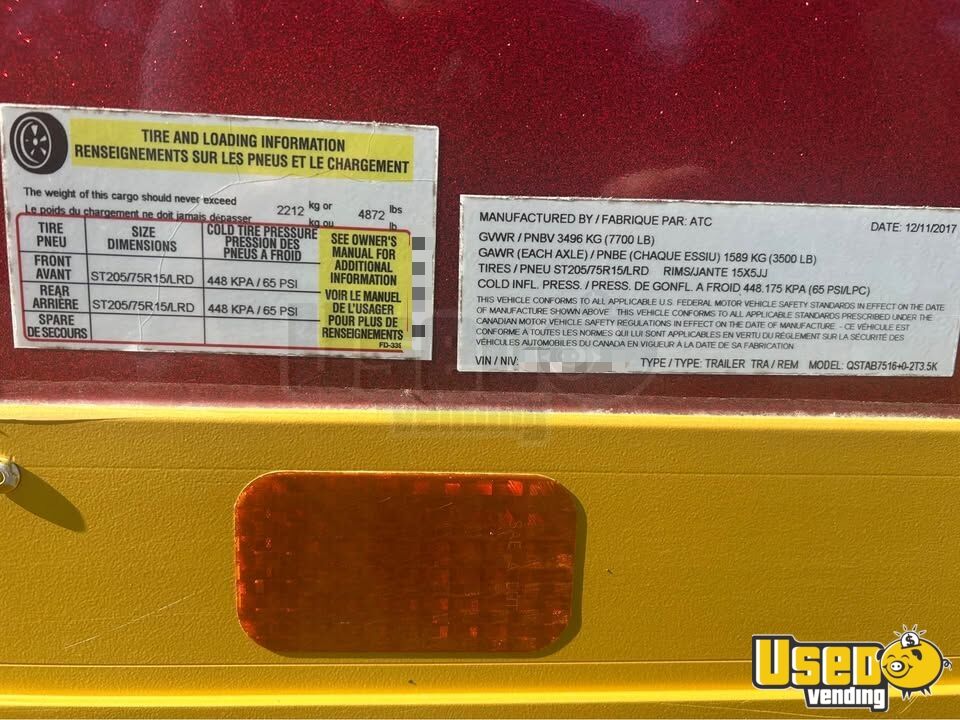 TIRE AND LOADING INFORMATION
RENSEIGNEMENTS SUR LES PNEUS ET LE CHARGEMENT
The weight of this cargo should never exceed
Le poids du chargement ne doit jamais dépasser
2212 kg or 4872 lbs
kg ou lb
TIRE PNEU
SIZE DIMENSIONS
COLD TIRE PRESSURE
PRESSION DES
PNEUS A FROID
FRONT AVANT
ST205/75R15/LRD
448 KPA / 65 PSI
REAR ARRIÈRE
ST205/75R15/LRD
448 KPA / 65 PSI
SPARE
DE SECOURS
SEE OWNER'S
MANUAL FOR
ADDITIONAL
INFORMATION
VOIR LE MANUEL
DE L'USAGER
POUR PLUS DE
RENSEIGNEMENTS
MANUFACTURED BY / FABRIQUE PAR: ATC DATE: 12/11/2017
GVWR / PNBV 3496 KG (7700 LB)
GAWR (EACH AXLE) / PNBE (CHAQUE ESSIU) 1589 KG (3500 LB)
TIRES / PNEU ST205/75R15/LRD RIMS/JANTE 15X5JJ
COLD INFL. PRESS. / PRESS. DE GONFL. A FROID 448.175 KPA (65 PSI/LPC)
THIS VEHICLE CONFORMS TO ALL APPLICABLE U.S. FEDERAL MOTOR VEHICLE SAFETY STANDARDS IN EFFECT ON THE DATE
OF MANUFACTURE SHOWN ABOVE THIS VEHICLE CONFORMS TO ALL APPLICABLE STANDARDS PRESCRIBED UNDER THE
CANADIAN MOTOR VEHICLE SAFETY REGULATIONS IN EFFECT ON THE DATE OF MANUFACTURE - CE VÉHICULE EST
CONFORME À TOUTES LES NORMES QUI LUI SONT APPLICABLES EN VERTU DU RÈGLEMENT SUR LA SÉCURITÉ DES
VÉHICULES AUTOMOBILES DU CANADA EN VIGUEUR À LA DATE DE SA FABRICATION
VIN / NIV: TYPE / TYPE: TRAILER TRA / REM MODEL: QSTAB7516+0-2T3.5K
USED
vending